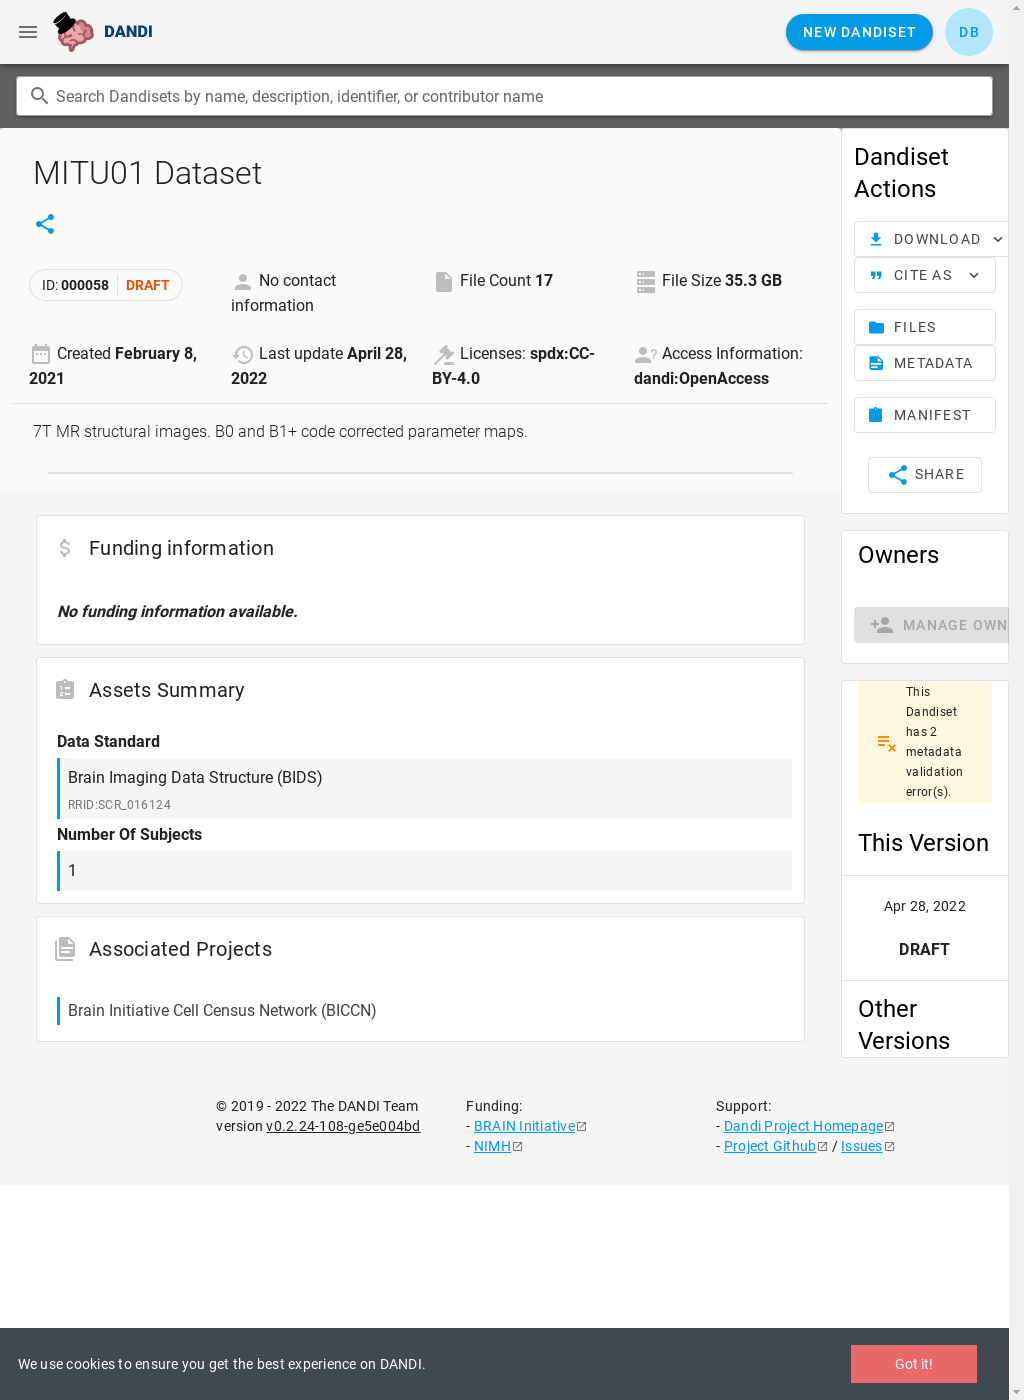 DANDI
NEW DANDISET
DB
Search Dandisets by name, description, identifier, or contributor name
MITU01 Dataset
ID: 000058
DRAFT
No contact
information
File Count 17
File Size 35.3 GB
Created February 8,
2021
Last update April 28,
2022
Licenses: spdx:CC-
BY-4.0
Access Information:
dandi:OpenAccess
7T MR structural images. B0 and B1+ code corrected parameter maps.
Funding information
No funding information available.
Assets Summary
Data Standard
Brain Imaging Data Structure (BIDS)
RRID:SCR_016124
Number Of Subjects
1
Associated Projects
Brain Initiative Cell Census Network (BICCN)
Dandiset
Actions
DOWNLOAD
CITE AS
FILES
METADATA
MANIFEST
SHARE
Owners
MANAGE OWN
This
Dandiset
has 2
metadata
validation
error(s).
This Version
Apr 28, 2022
DRAFT
Other
Versions
© 2019 - 2022 The DANDI Team
version v0.2.24-108-ge5e004bd
Funding:
- BRAIN Initiative
- NIMH
Support:
- Dandi Project Homepage
- Project Github / Issues
We use cookies to ensure you get the best experience on DANDI.
Got it!